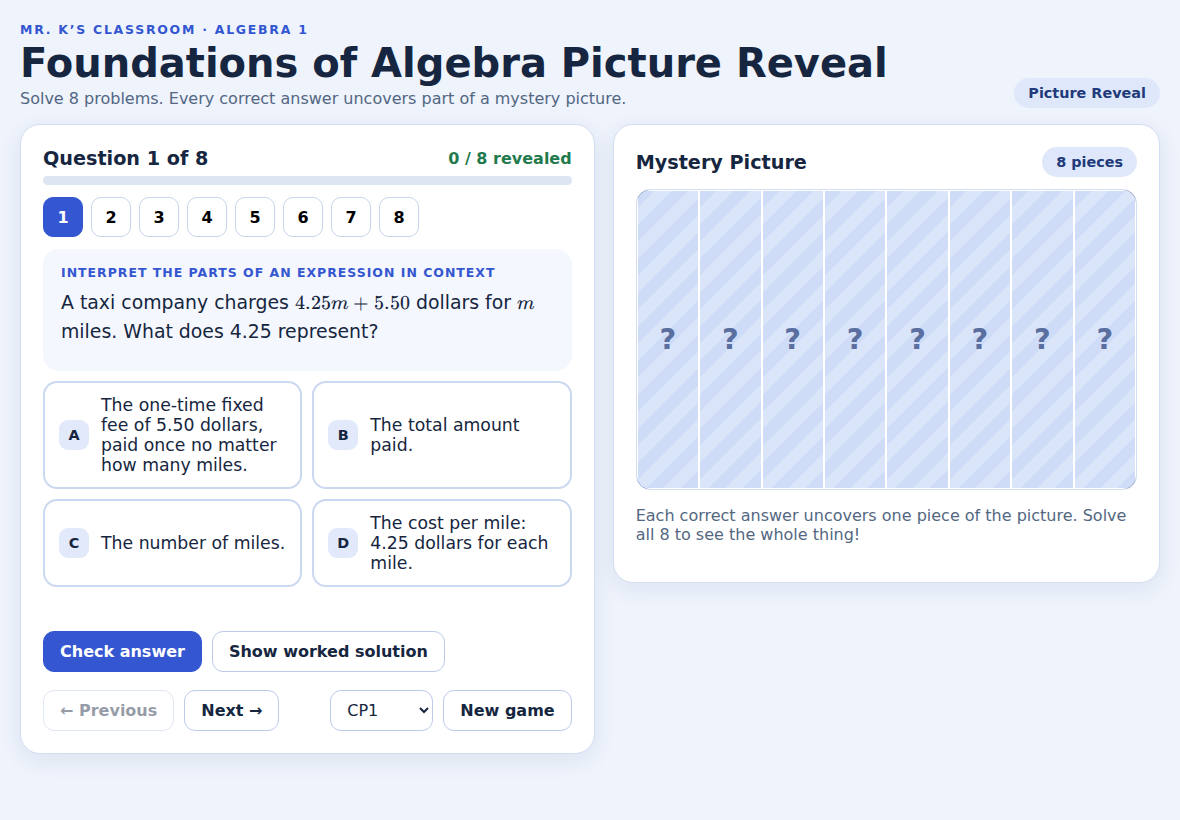 MR. K'S CLASSROOM · ALGEBRA 1
Foundations of Algebra Picture Reveal
Solve 8 problems. Every correct answer uncovers part of a mystery picture.
Picture Reveal
Question 1 of 8
0 / 8 revealed
1 2 3 4 5 6 7 8
INTERPRET THE PARTS OF AN EXPRESSION IN CONTEXT
A taxi company charges 4.25m + 5.50 dollars for m
miles. What does 4.25 represent?
A
The one-time fixed
fee of 5.50 dollars,
paid once no matter
how many miles.
B
The total amount
paid.
C
The number of miles.
D
The cost per mile:
4.25 dollars for each
mile.
Check answer
Show worked solution
← Previous
Next →
CP1
New game
Mystery Picture
8 pieces
? ? ? ? ? ? ? ?
Each correct answer uncovers one piece of the picture. Solve
all 8 to see the whole thing!